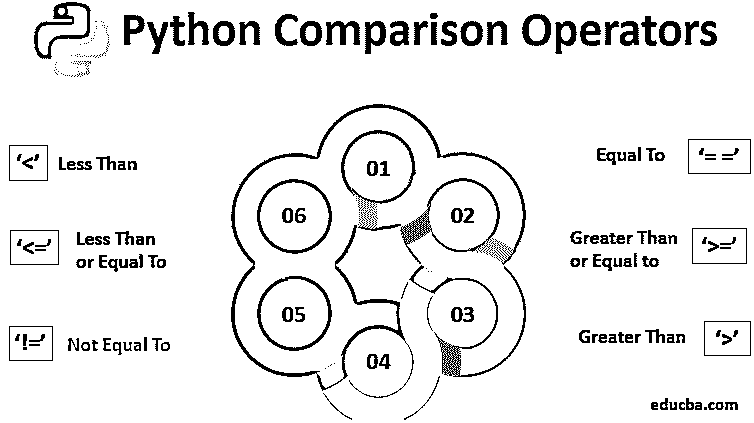 Python Comparison Operators
‘<’ Less Than
‘<=’ Less Than
or Equal To
‘!=’ Not Equal To
01
02
03
04
05
06
Equal To ‘= =’
Greater Than
or Equal to ‘>=’
Greater Than ‘>’
educba.com